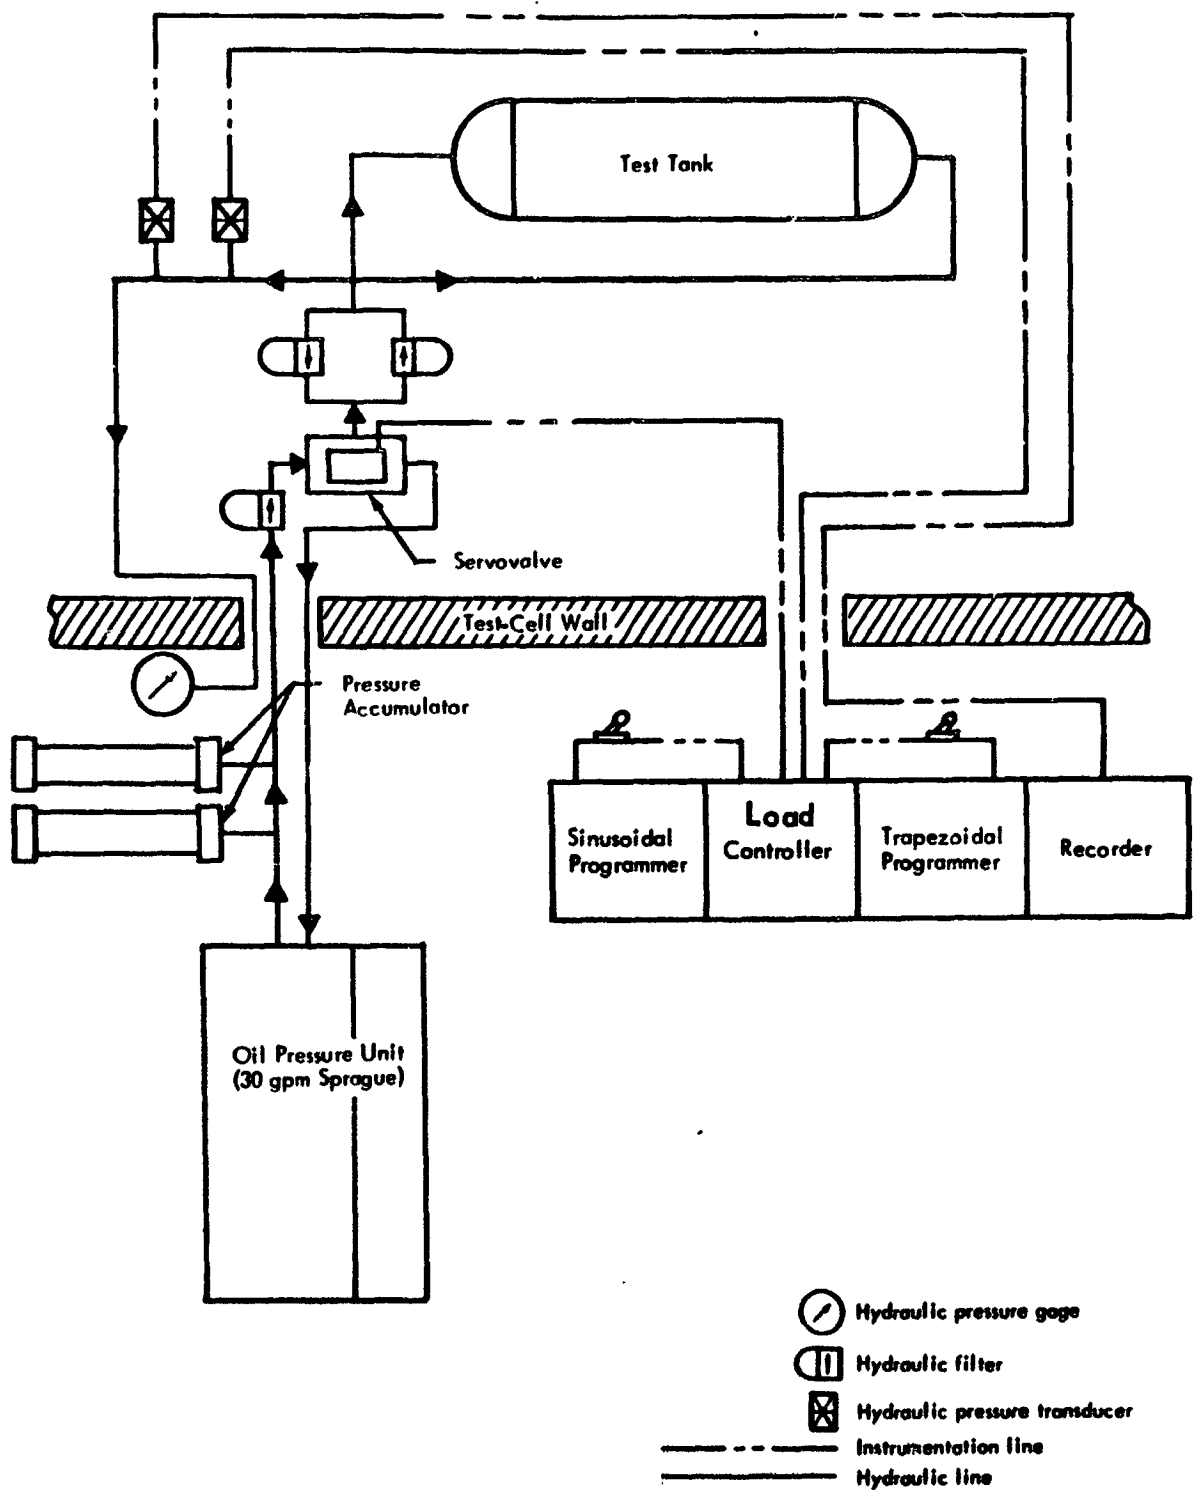 Test Tank
Servovalve
Test-Cell Wall
Pressure
Accumulator
Sinusoidal
Programmer
Load
Controller
Trapezoidal
Programmer
Recorder
Oil Pressure Unit
(30 gpm Sprague)
Hydraulic pressure gage
Hydraulic filter
Hydraulic pressure transducer
Instrumentation line
Hydraulic line